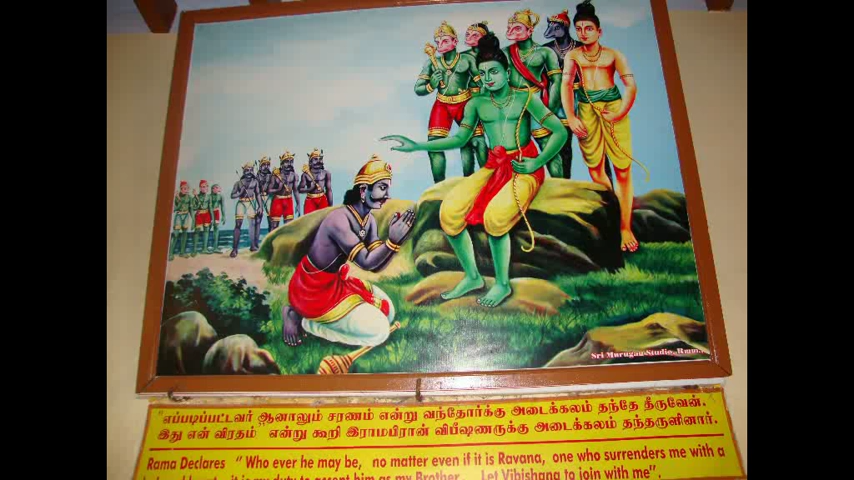 Sri Murugan Studio, Rmm.,
"எப்படிப்பட்டவர் ஆனாலும் சரணம் என்று வந்தோர்க்கு அடைக்கலம் தந்தே தீருவேன்.
இது என் விரதம்" என்று கூறி இராமபிரான் விபீஷணருக்கு அடைக்கலம் தந்தருளினார்.
Rama Declares " Who ever he may be, no matter even if it is Ravana, one who surrenders me with a
it is my duty to accept him as my Brother. Let Vibishana to join with me".